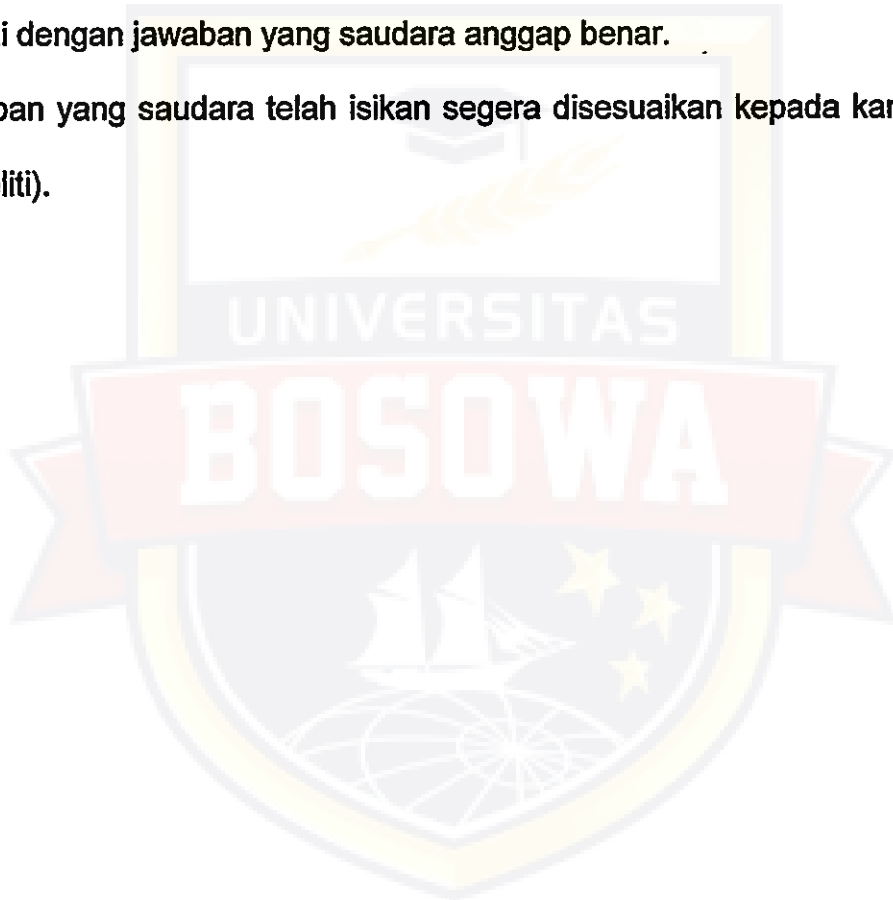 i dengan jawaban yang saudara anggap benar.
ban yang saudara telah isikan segera disesuaikan kepada kar
liti).
UNIVERSITAS
BOSOWA